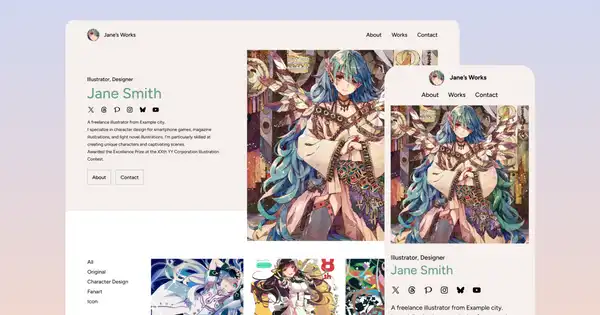 Jane's Works
About Works Contact
Illustrator, Designer
Jane Smith
A freelance illustrator from Example city.
I specialize in character design for smartphone games, magazine
illustrations, and light novel illustrations. I'm particularly skilled at
creating unique characters and captivating scenes.
Awarded the Excellence Prize at the XXth YY Corporation Illustration
Contest.
About Contact
All
Original
Character Design
Fanart
Icon
8
th
Jane's Works
About Works Contact
Illustrator, Designer
Jane Smith
A freelance illustrator from Example city.